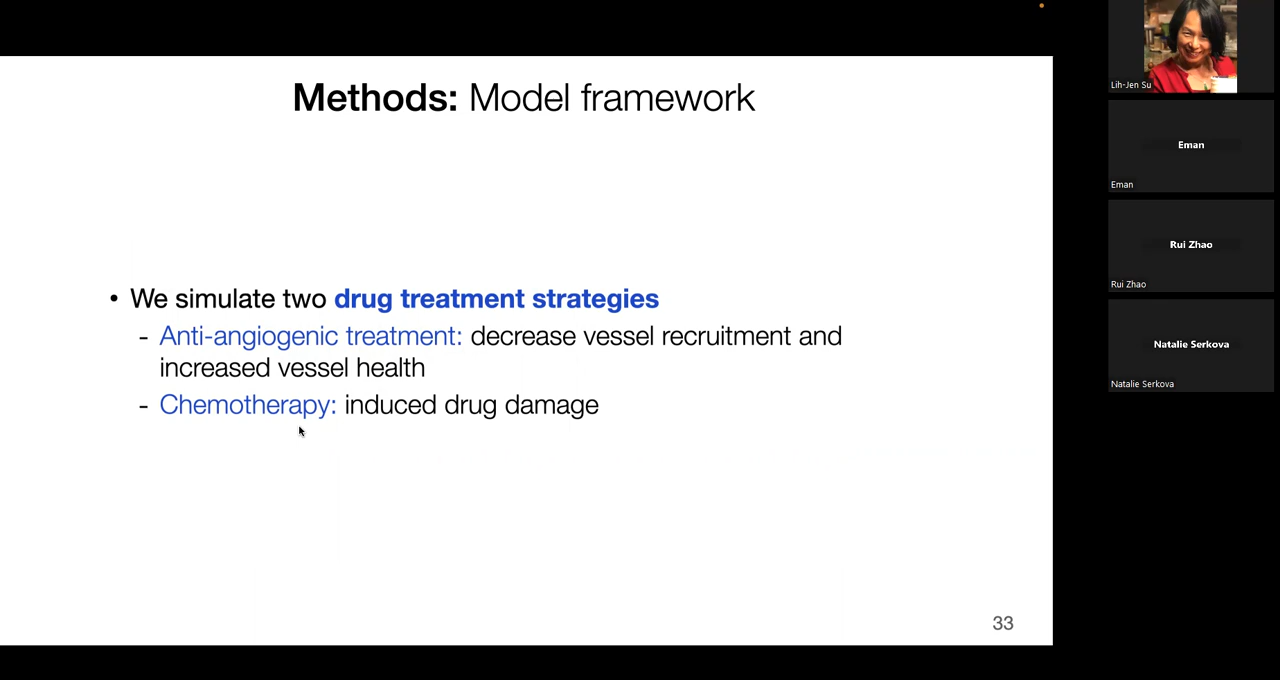 Methods: Model framework
• We simulate two drug treatment strategies
- Anti-angiogenic treatment: decrease vessel recruitment and
increased vessel health
- Chemotherapy: induced drug damage
33
Lih-Jen Su
Eman
Eman
Rui Zhao
Rui Zhao
Natalie Serkova
Natalie Serkova